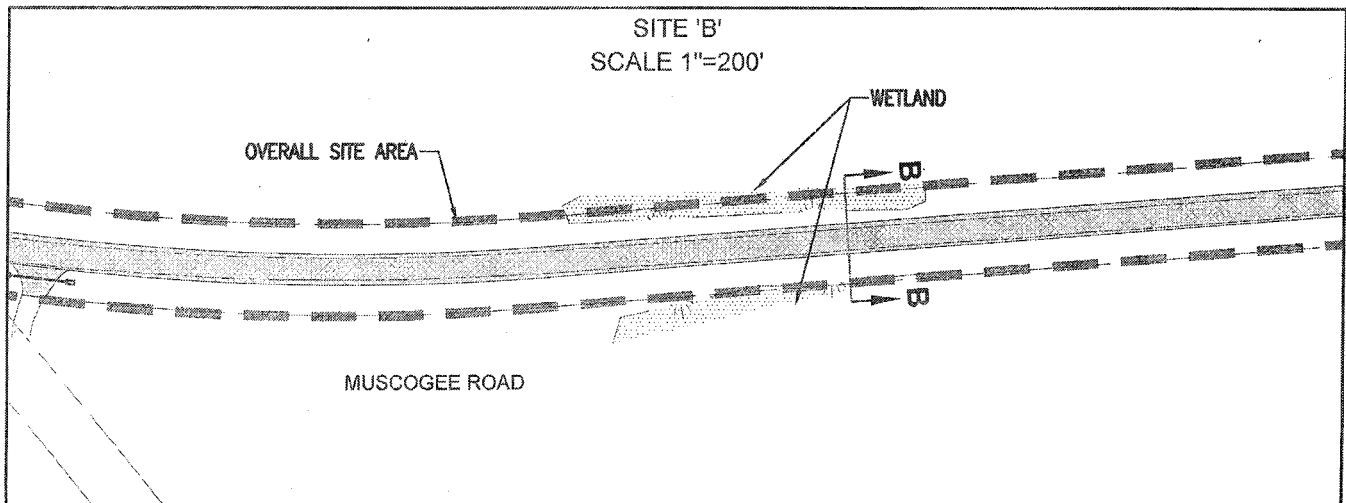 SITE 'B'
SCALE 1"=200'
WETLAND
OVERALL SITE AREA
B
B
MUSCOGEE ROAD